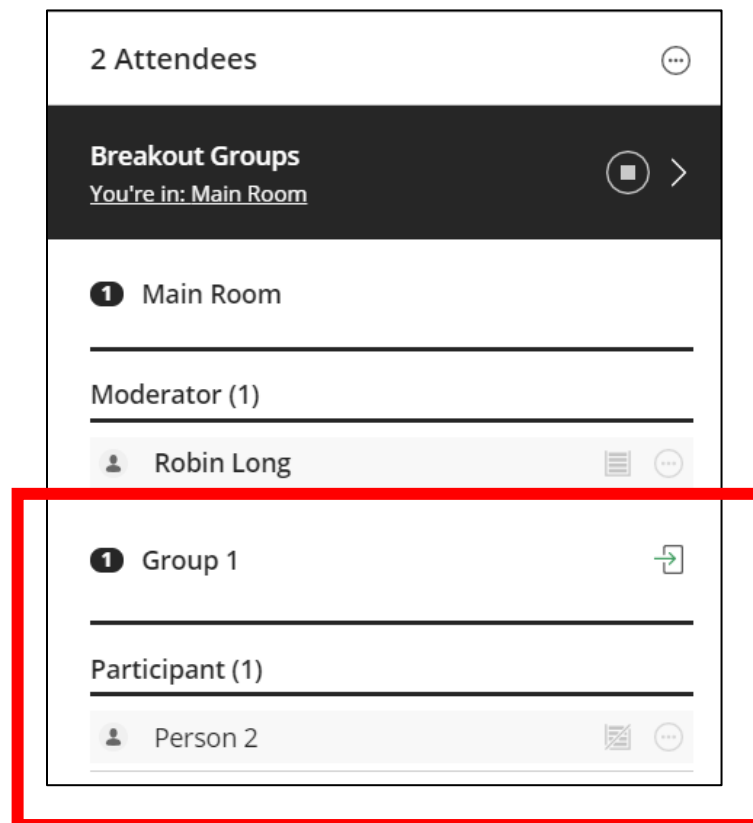 2 Attendees
Breakout Groups
You're in: Main Room
1 Main Room
Moderator (1)
Robin Long
1 Group 1
Participant (1)
Person 2